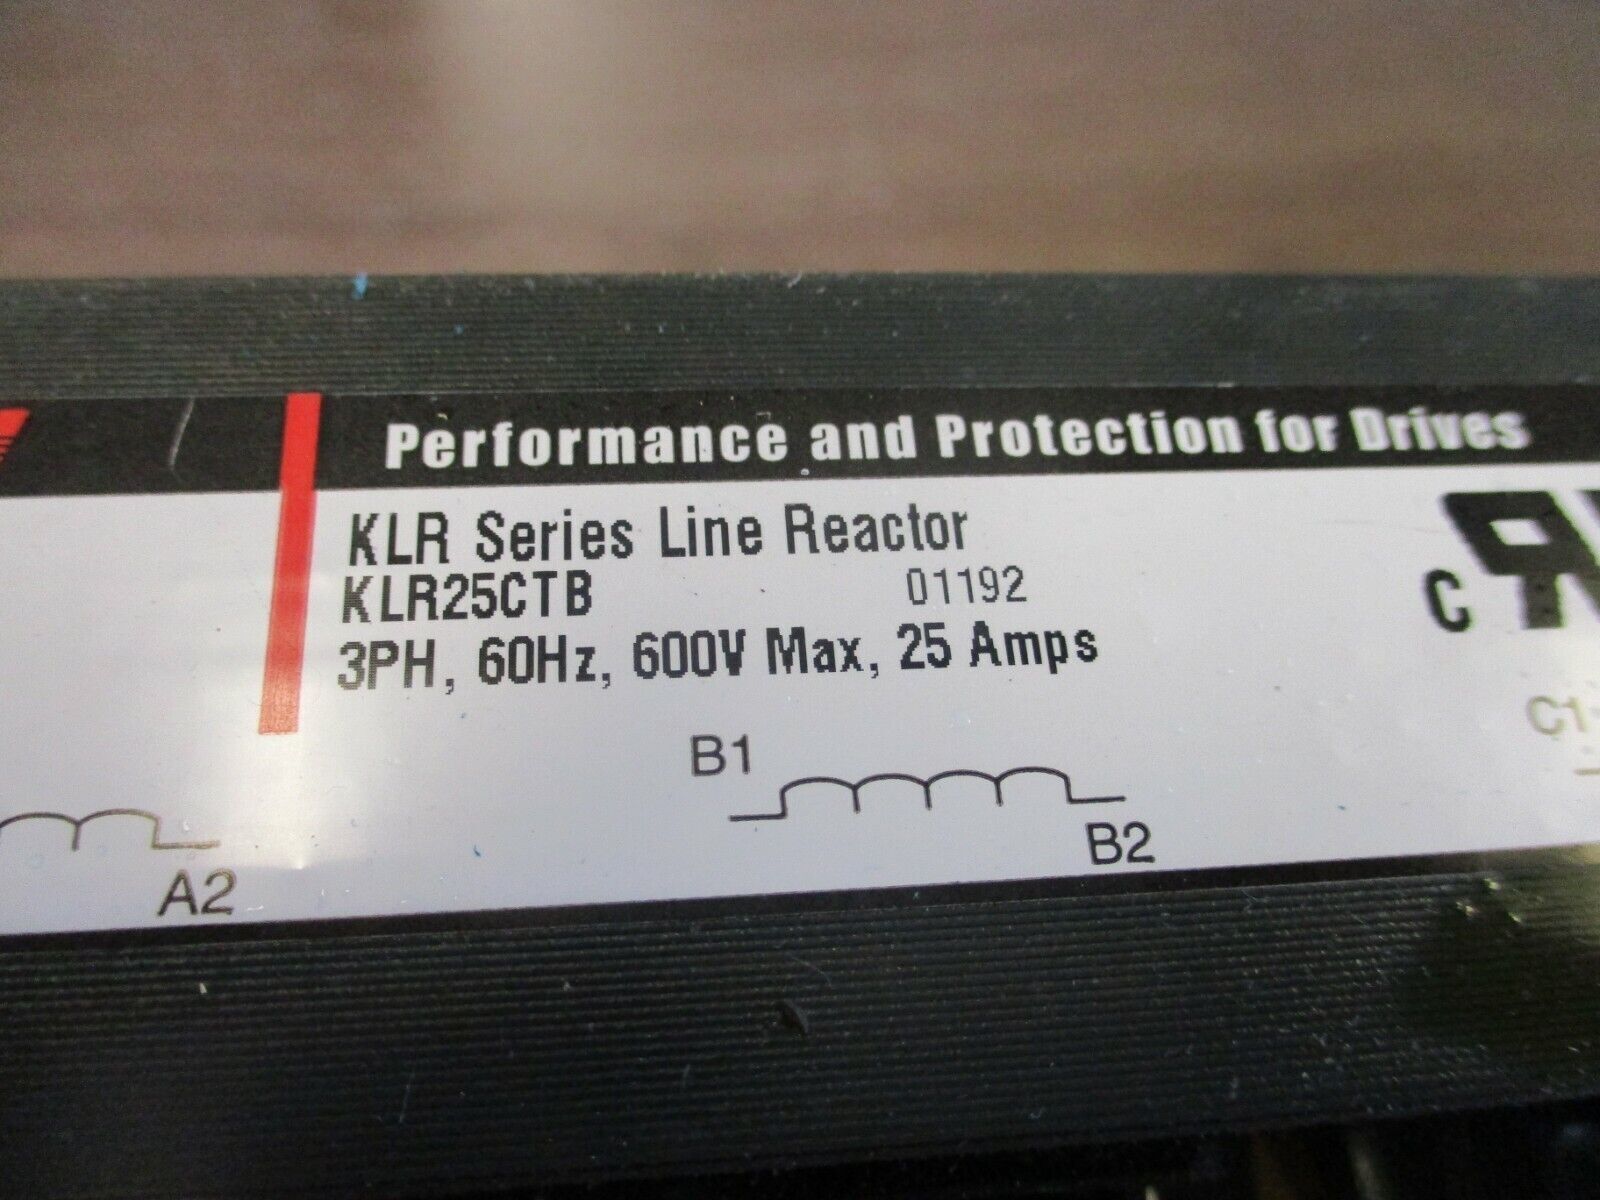 Performance and Protection for Drives
KLR Series Line Reactor
KLR25CTB 01192
3PH, 60Hz, 600V Max, 25 Amps
C
C1
B1
B2
A2